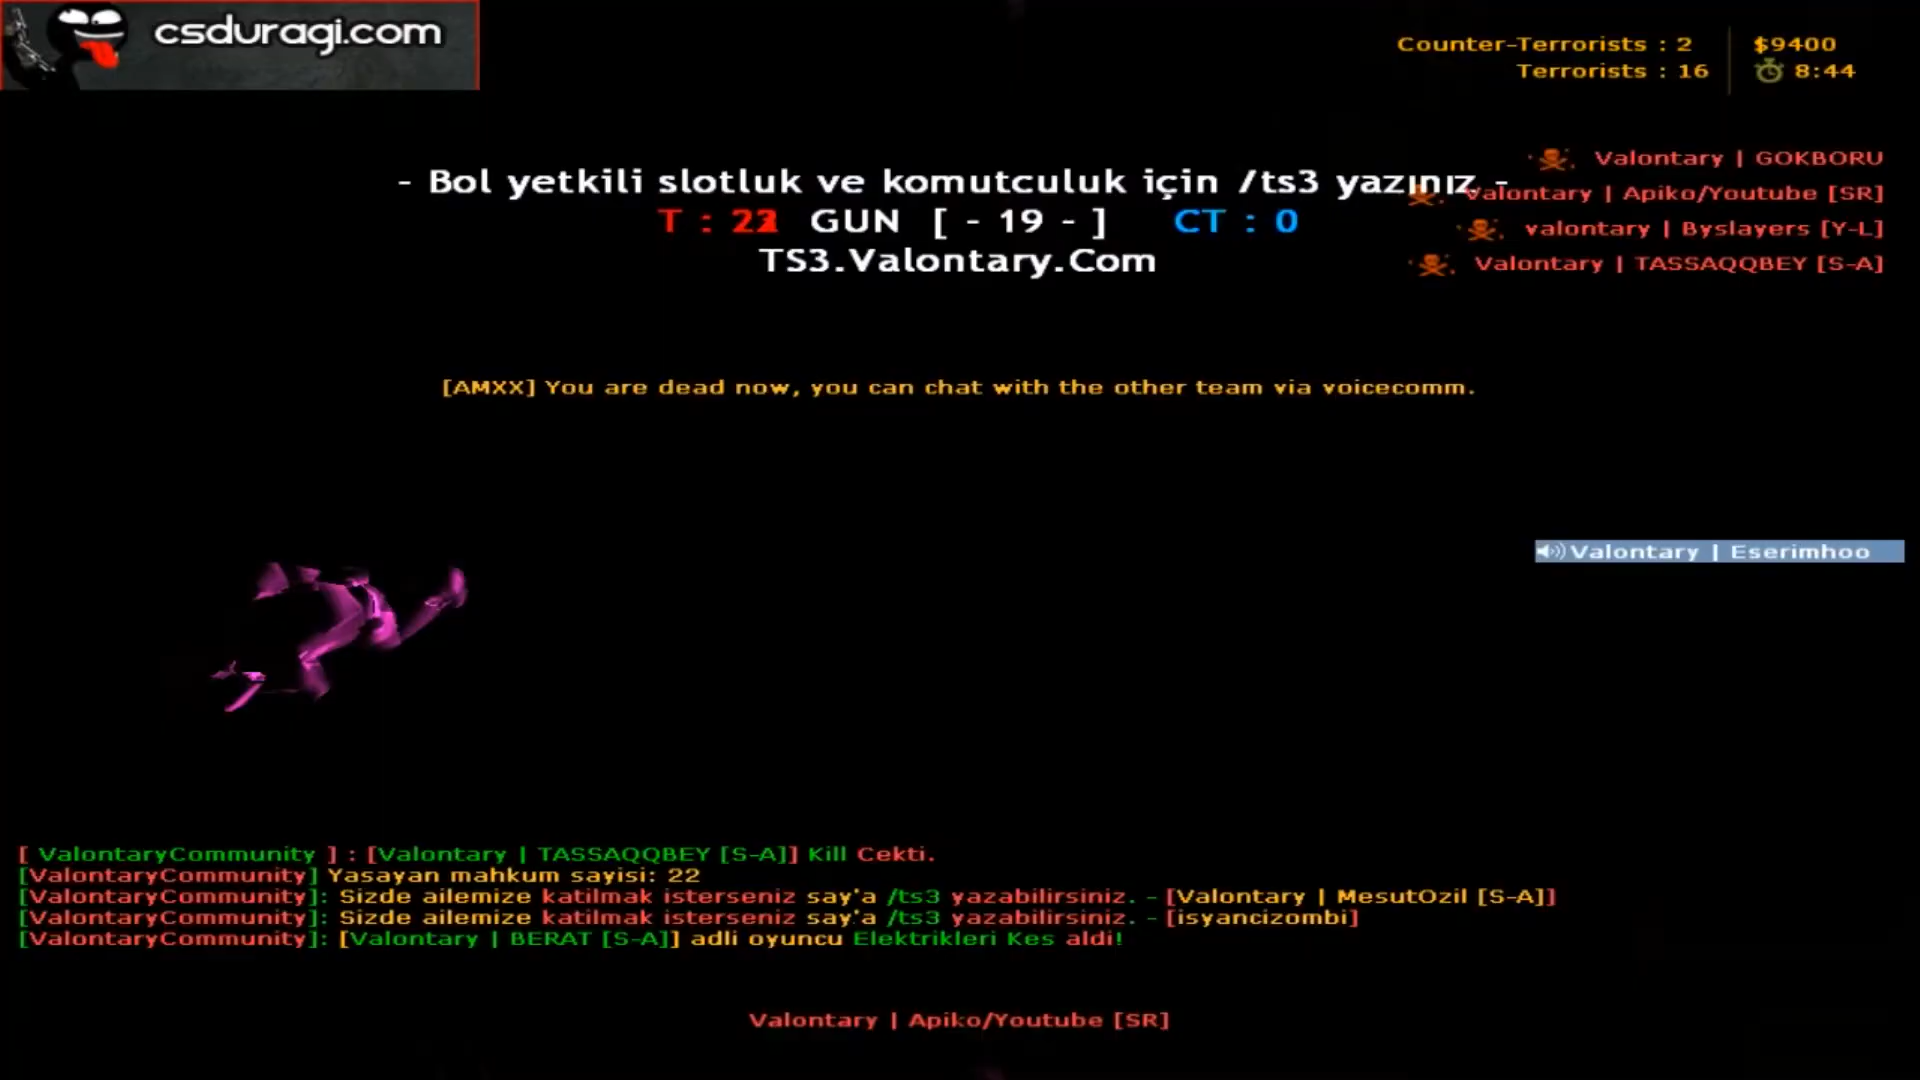 csduragi.com
Counter-Terrorists : 2
$9400
Terrorists : 16
8:44
Valontary | GOKBORU
- Bol yetkili slotluk ve komutculuk için /ts3 yazınız -
Valontary | Apiko/Youtube [SR]
T : GUN [ - 19 - ] CT : 0
valontary | Byslayers [Y-L]
TS3.Valontary.Com
Valontary | TASSAQQBEY [S-A]
[AMXX] You are dead now, you can chat with the other team via voicecomm.
Valontary | Eserimhoo
[ ValontaryCommunity ] : [Valontary | TASSAQQBEY [S-A]] Kill Cekti.
[ValontaryCommunity] Yasayan mahkum sayisi: 22
[ValontaryCommunity]: Sizde ailemize katilmak isterseniz say'a /ts3 yazabilirsiniz. - [Valontary | MesutOzil [S-A]]
[ValontaryCommunity]: Sizde ailemize katilmak isterseniz say'a /ts3 yazabilirsiniz. - [isyancizombi]
[ValontaryCommunity]: [Valontary | BERAT [S-A]] adli oyuncu Elektrikleri Kes aldi!
Valontary | Apiko/Youtube [SR]